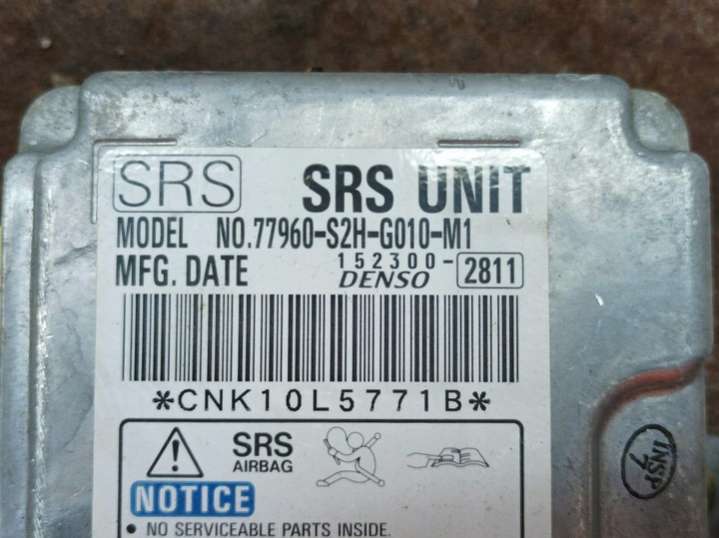 SRS SRS UNIT
MODEL NO.77960-S2H-G010-M1
MFG. DATE 152300-2811
DENSO
*CNK10L5771B*
SRS
AIRBAG
NOTICE
• NO SERVICEABLE PARTS INSIDE.
INSP
7